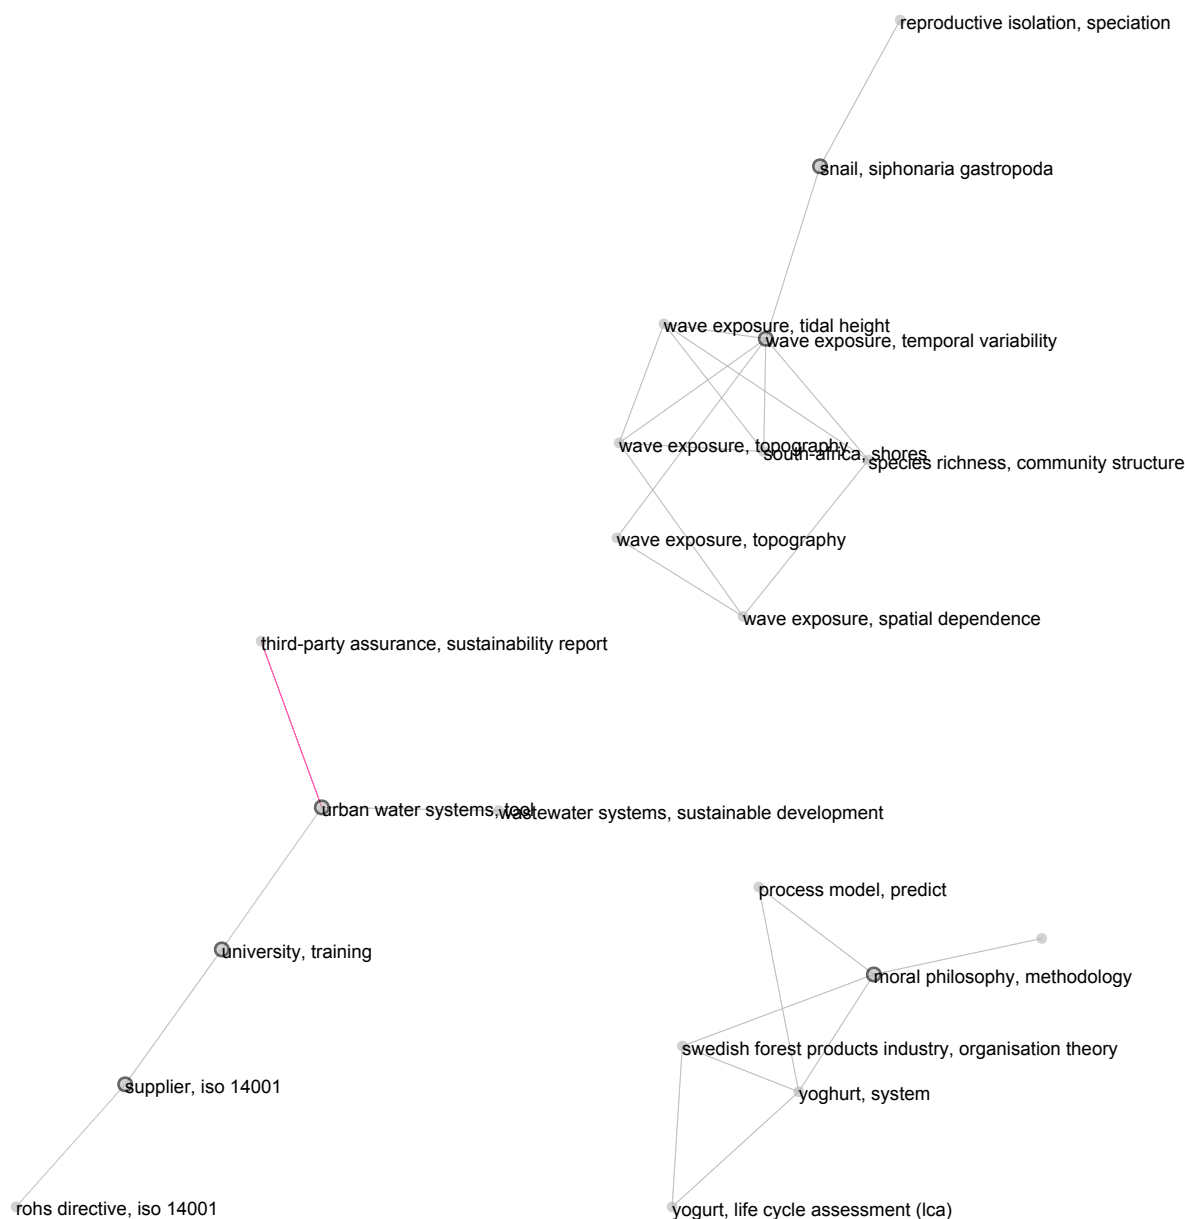 reproductive isolation, speciation
snail, siphonaria gastropoda
wave exposure, tidal height
wave exposure, temporal variability
wave exposure, topography
south-africa, shores
species richness, community structure
wave exposure, topography
wave exposure, spatial dependence
third-party assurance, sustainability report
urban water systems, tool
wastewater systems, sustainable development
process model, predict
university, training
moral philosophy, methodology
swedish forest products industry, organisation theory
supplier, iso 14001
yoghurt, system
rohs directive, iso 14001
yogurt, life cycle assessment (lca)